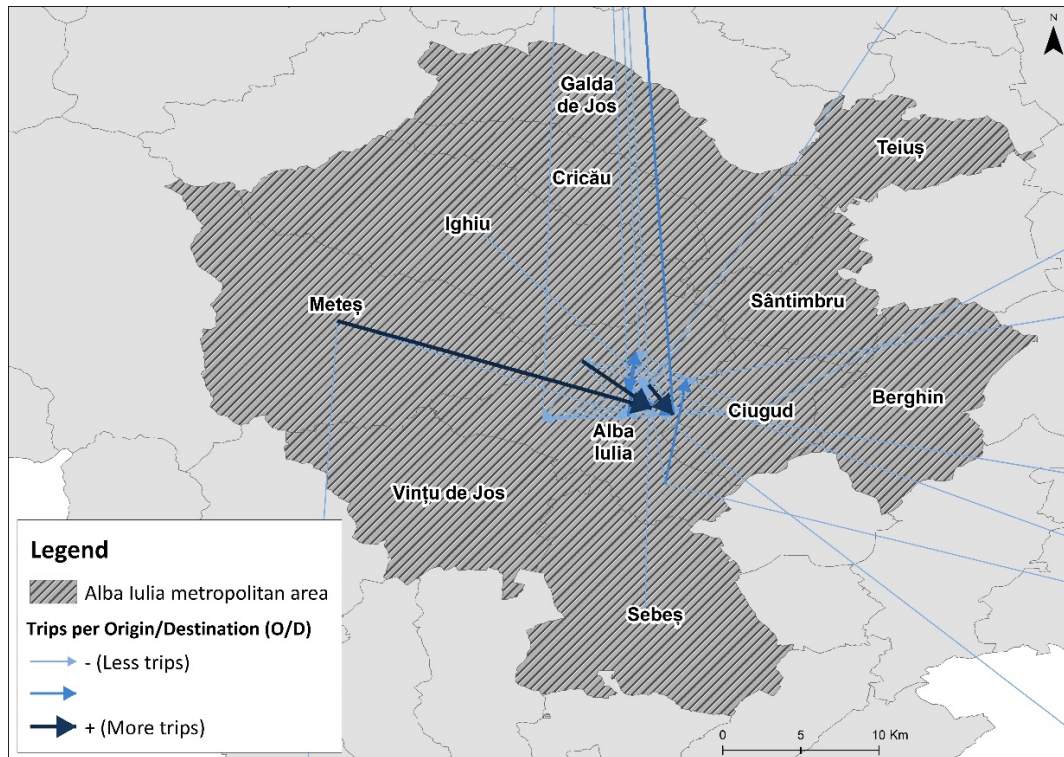 N
Galda
de Jos
Teiuș
Cricău
Ighiu
Meteș
Sântimbru
Ciugud
Berghin
Alba
Iulia
Vințu de Jos
Sebeș
Legend
Alba Iulia metropolitan area
Trips per Origin/Destination (O/D)
- (Less trips)
+ (More trips)
0 5 10 Km